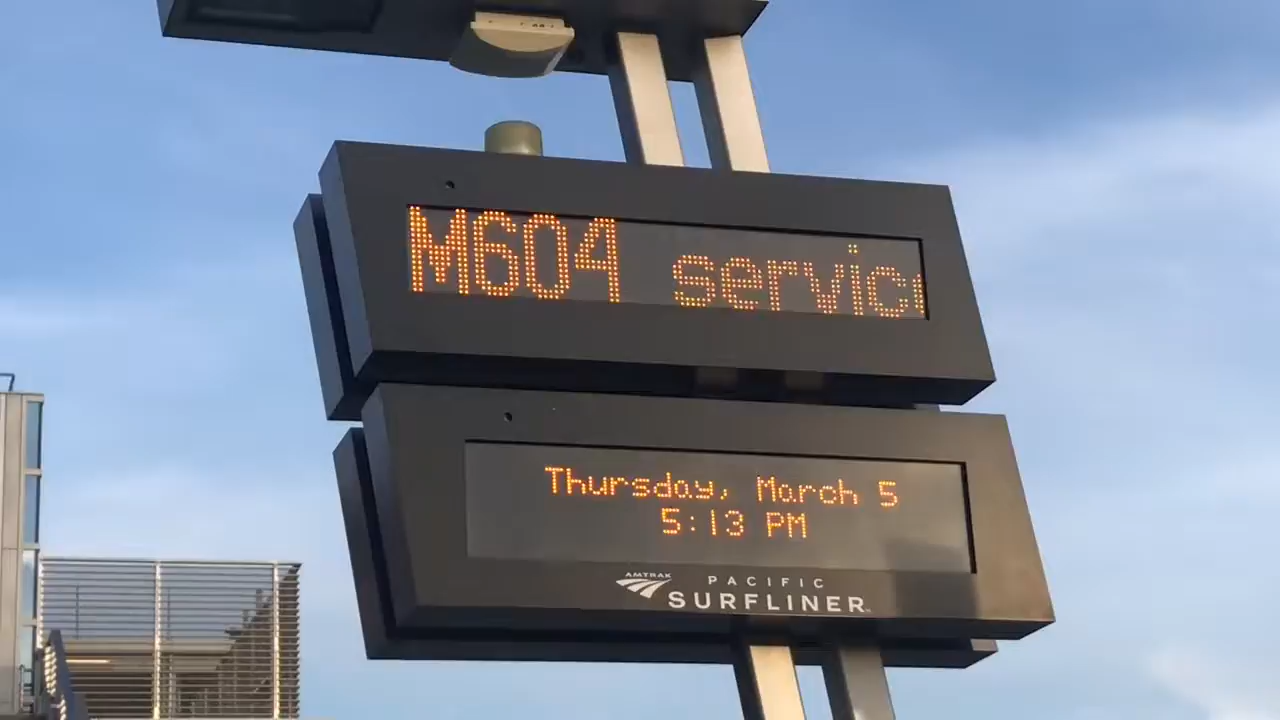 M604 servic
Thursday, March 5
5:13 PM
AMTRAK
PACIFIC
SURFLINER